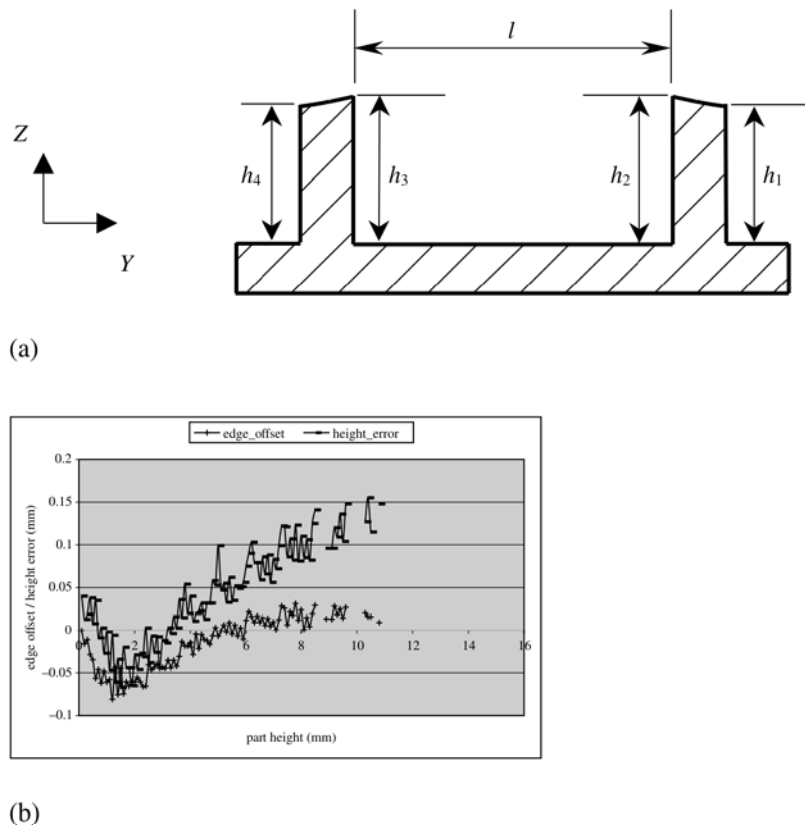 l
Z
Y
h4 h3 h2 h1
(a)
edge_offset height_error
edge offset / height error (mm)
0.2
0.15
0.1
0.05
0
−0.05
−0.1
0 2 4 6 8 10 12 14 16
part height (mm)
(b)